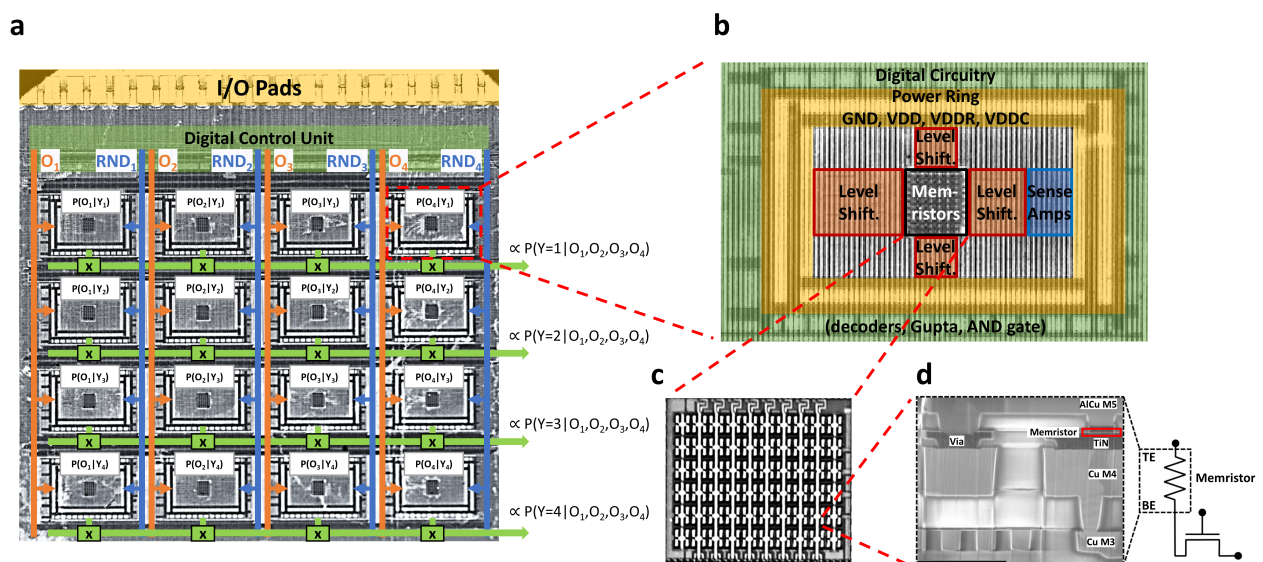 a
I/O Pads
Digital Control Unit
O₁ RND₁ O₂ RND₂ O₃ RND₃ O₄ RND₄
P(O₁|Y₁) P(O₂|Y₁) P(O₃|Y₁) P(O₄|Y₁)
x x x x
∝ P(Y=1|O₁,O₂,O₃,O₄)
P(O₁|Y₂) P(O₂|Y₂) P(O₃|Y₂) P(O₄|Y₂)
x x x x
∝ P(Y=2|O₁,O₂,O₃,O₄)
P(O₁|Y₃) P(O₂|Y₃) P(O₃|Y₃) P(O₄|Y₃)
x x x x
∝ P(Y=3|O₁,O₂,O₃,O₄)
P(O₁|Y₄) P(O₂|Y₄) P(O₃|Y₄) P(O₄|Y₄)
x x x x
∝ P(Y=4|O₁,O₂,O₃,O₄)
b
Digital Circuitry
Power Ring
GND, VDD, VDDR, VDDC
Level
Shift.
Level
Shift.
Mem-
ristors
Level
Shift.
Sense
Amps
Level
Shift.
(decoders, Gupta, AND gate)
c
d
AlCu M5
Memristor
Via
TiN
Cu M4
Cu M3
TE
Memristor
BE